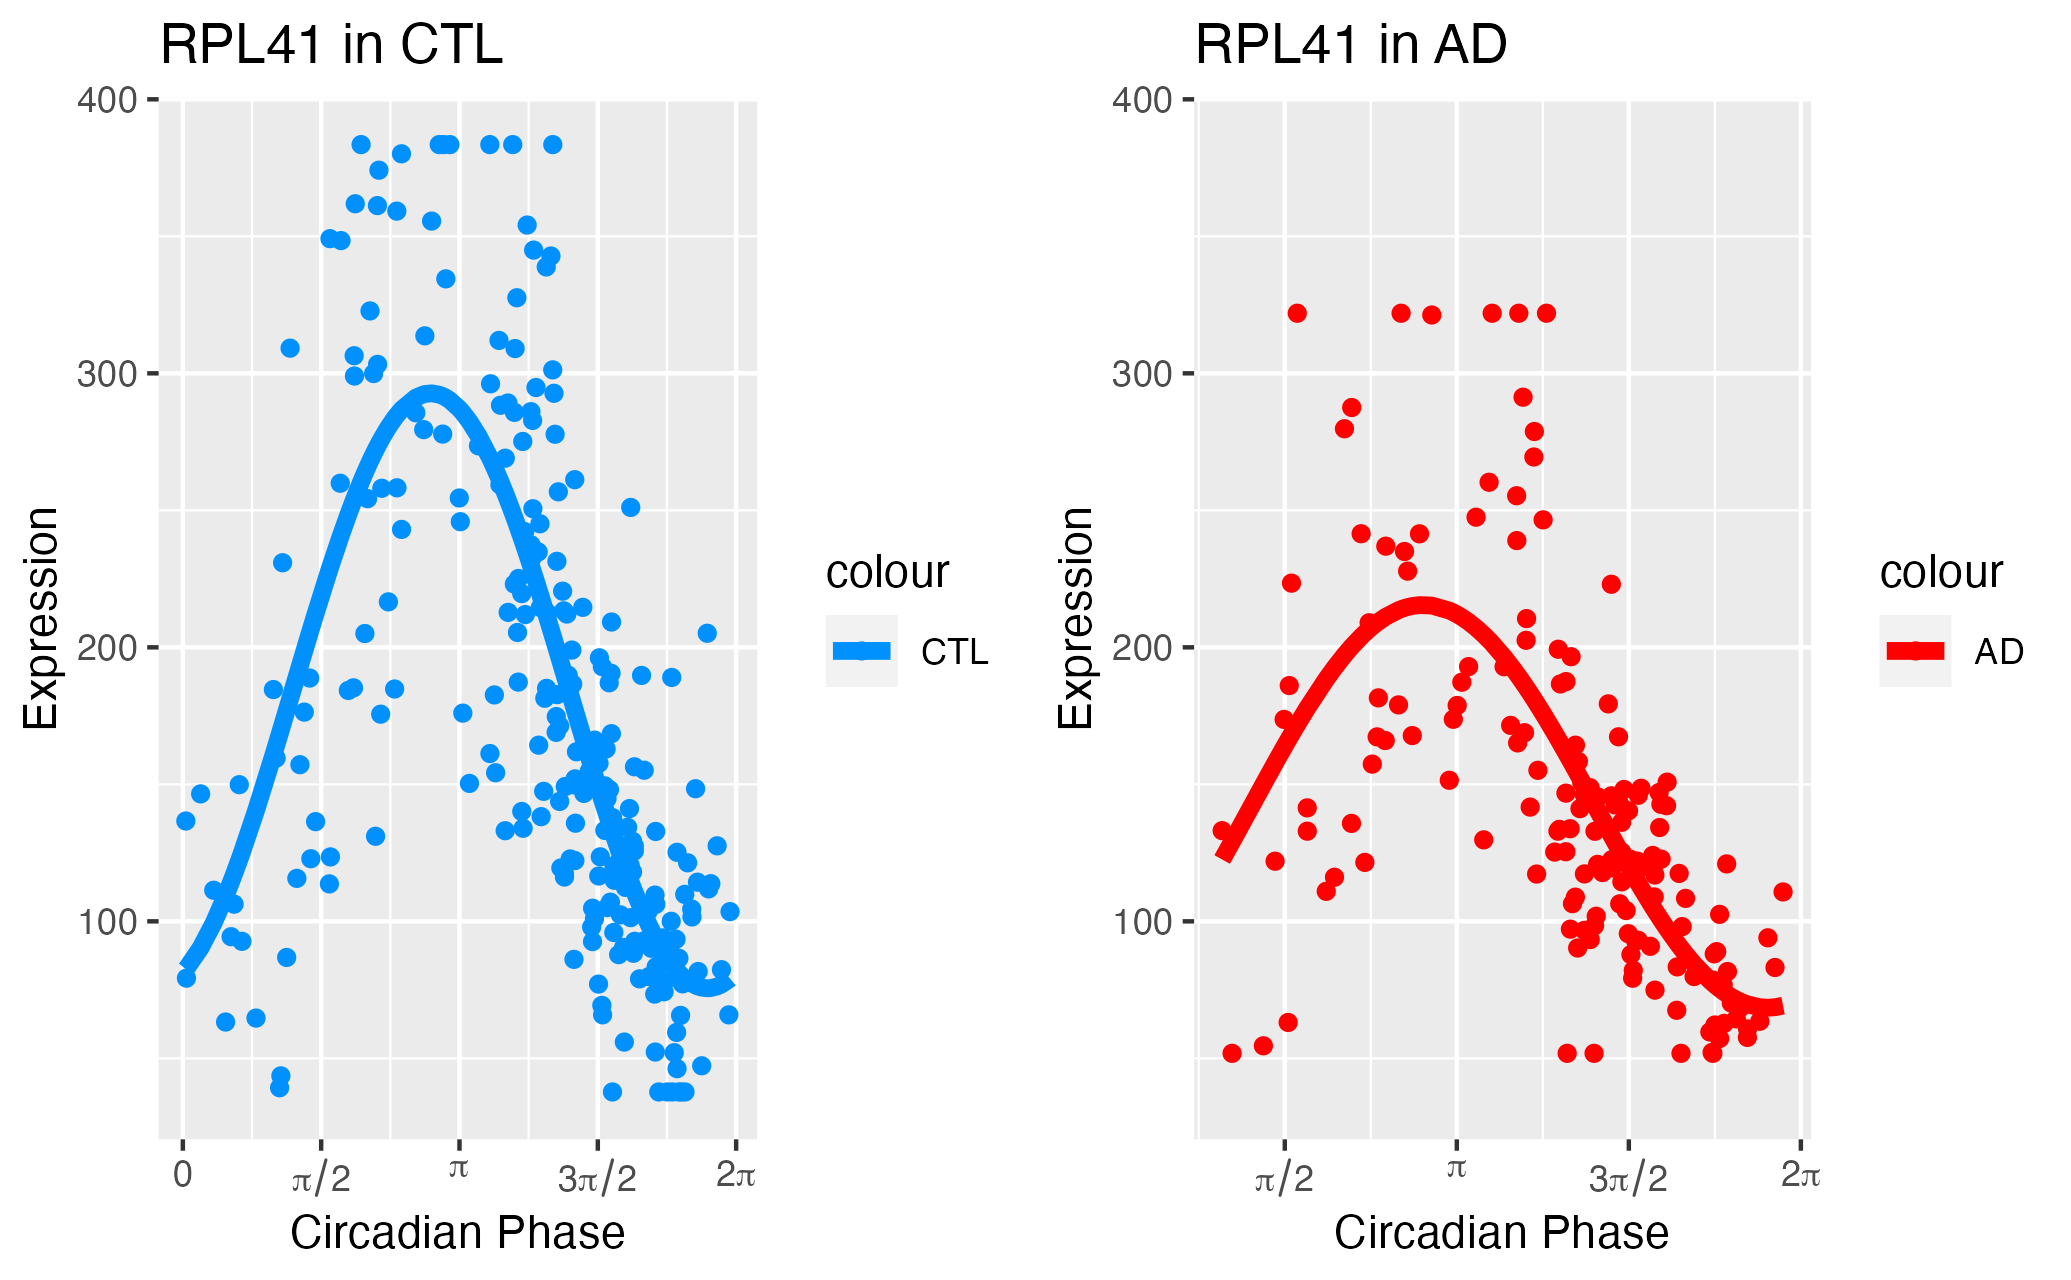 RPL41 in CTL
400
300
200
100
Expression
0
π/2
π
3π/2
2π
Circadian Phase
colour
CTL
RPL41 in AD
400
300
200
100
Expression
π/2
π
3π/2
2π
Circadian Phase
colour
AD